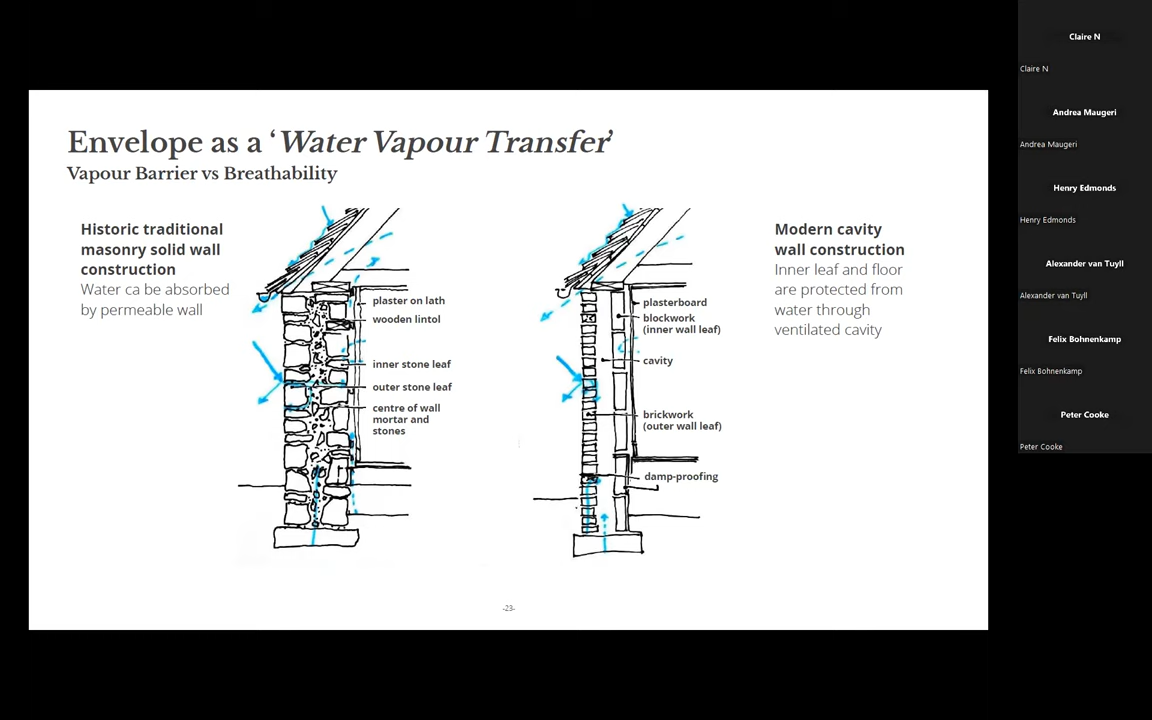 Envelope as a ‘Water Vapour Transfer’
Vapour Barrier vs Breathability
Historic traditional
masonry solid wall
construction
Water ca be absorbed
by permeable wall
plaster on lath
wooden lintol
inner stone leaf
outer stone leaf
centre of wall
mortar and
stones
plasterboard
blockwork
(inner wall leaf)
cavity
brickwork
(outer wall leaf)
damp-proofing
Modern cavity
wall construction
Inner leaf and floor
are protected from
water through
ventilated cavity
-23-
Claire N
Claire N
Andrea Maugeri
Andrea Maugeri
Henry Edmonds
Henry Edmonds
Alexander van Tuyll
Alexander van Tuyll
Felix Bohnenkamp
Felix Bohnenkamp
Peter Cooke
Peter Cooke